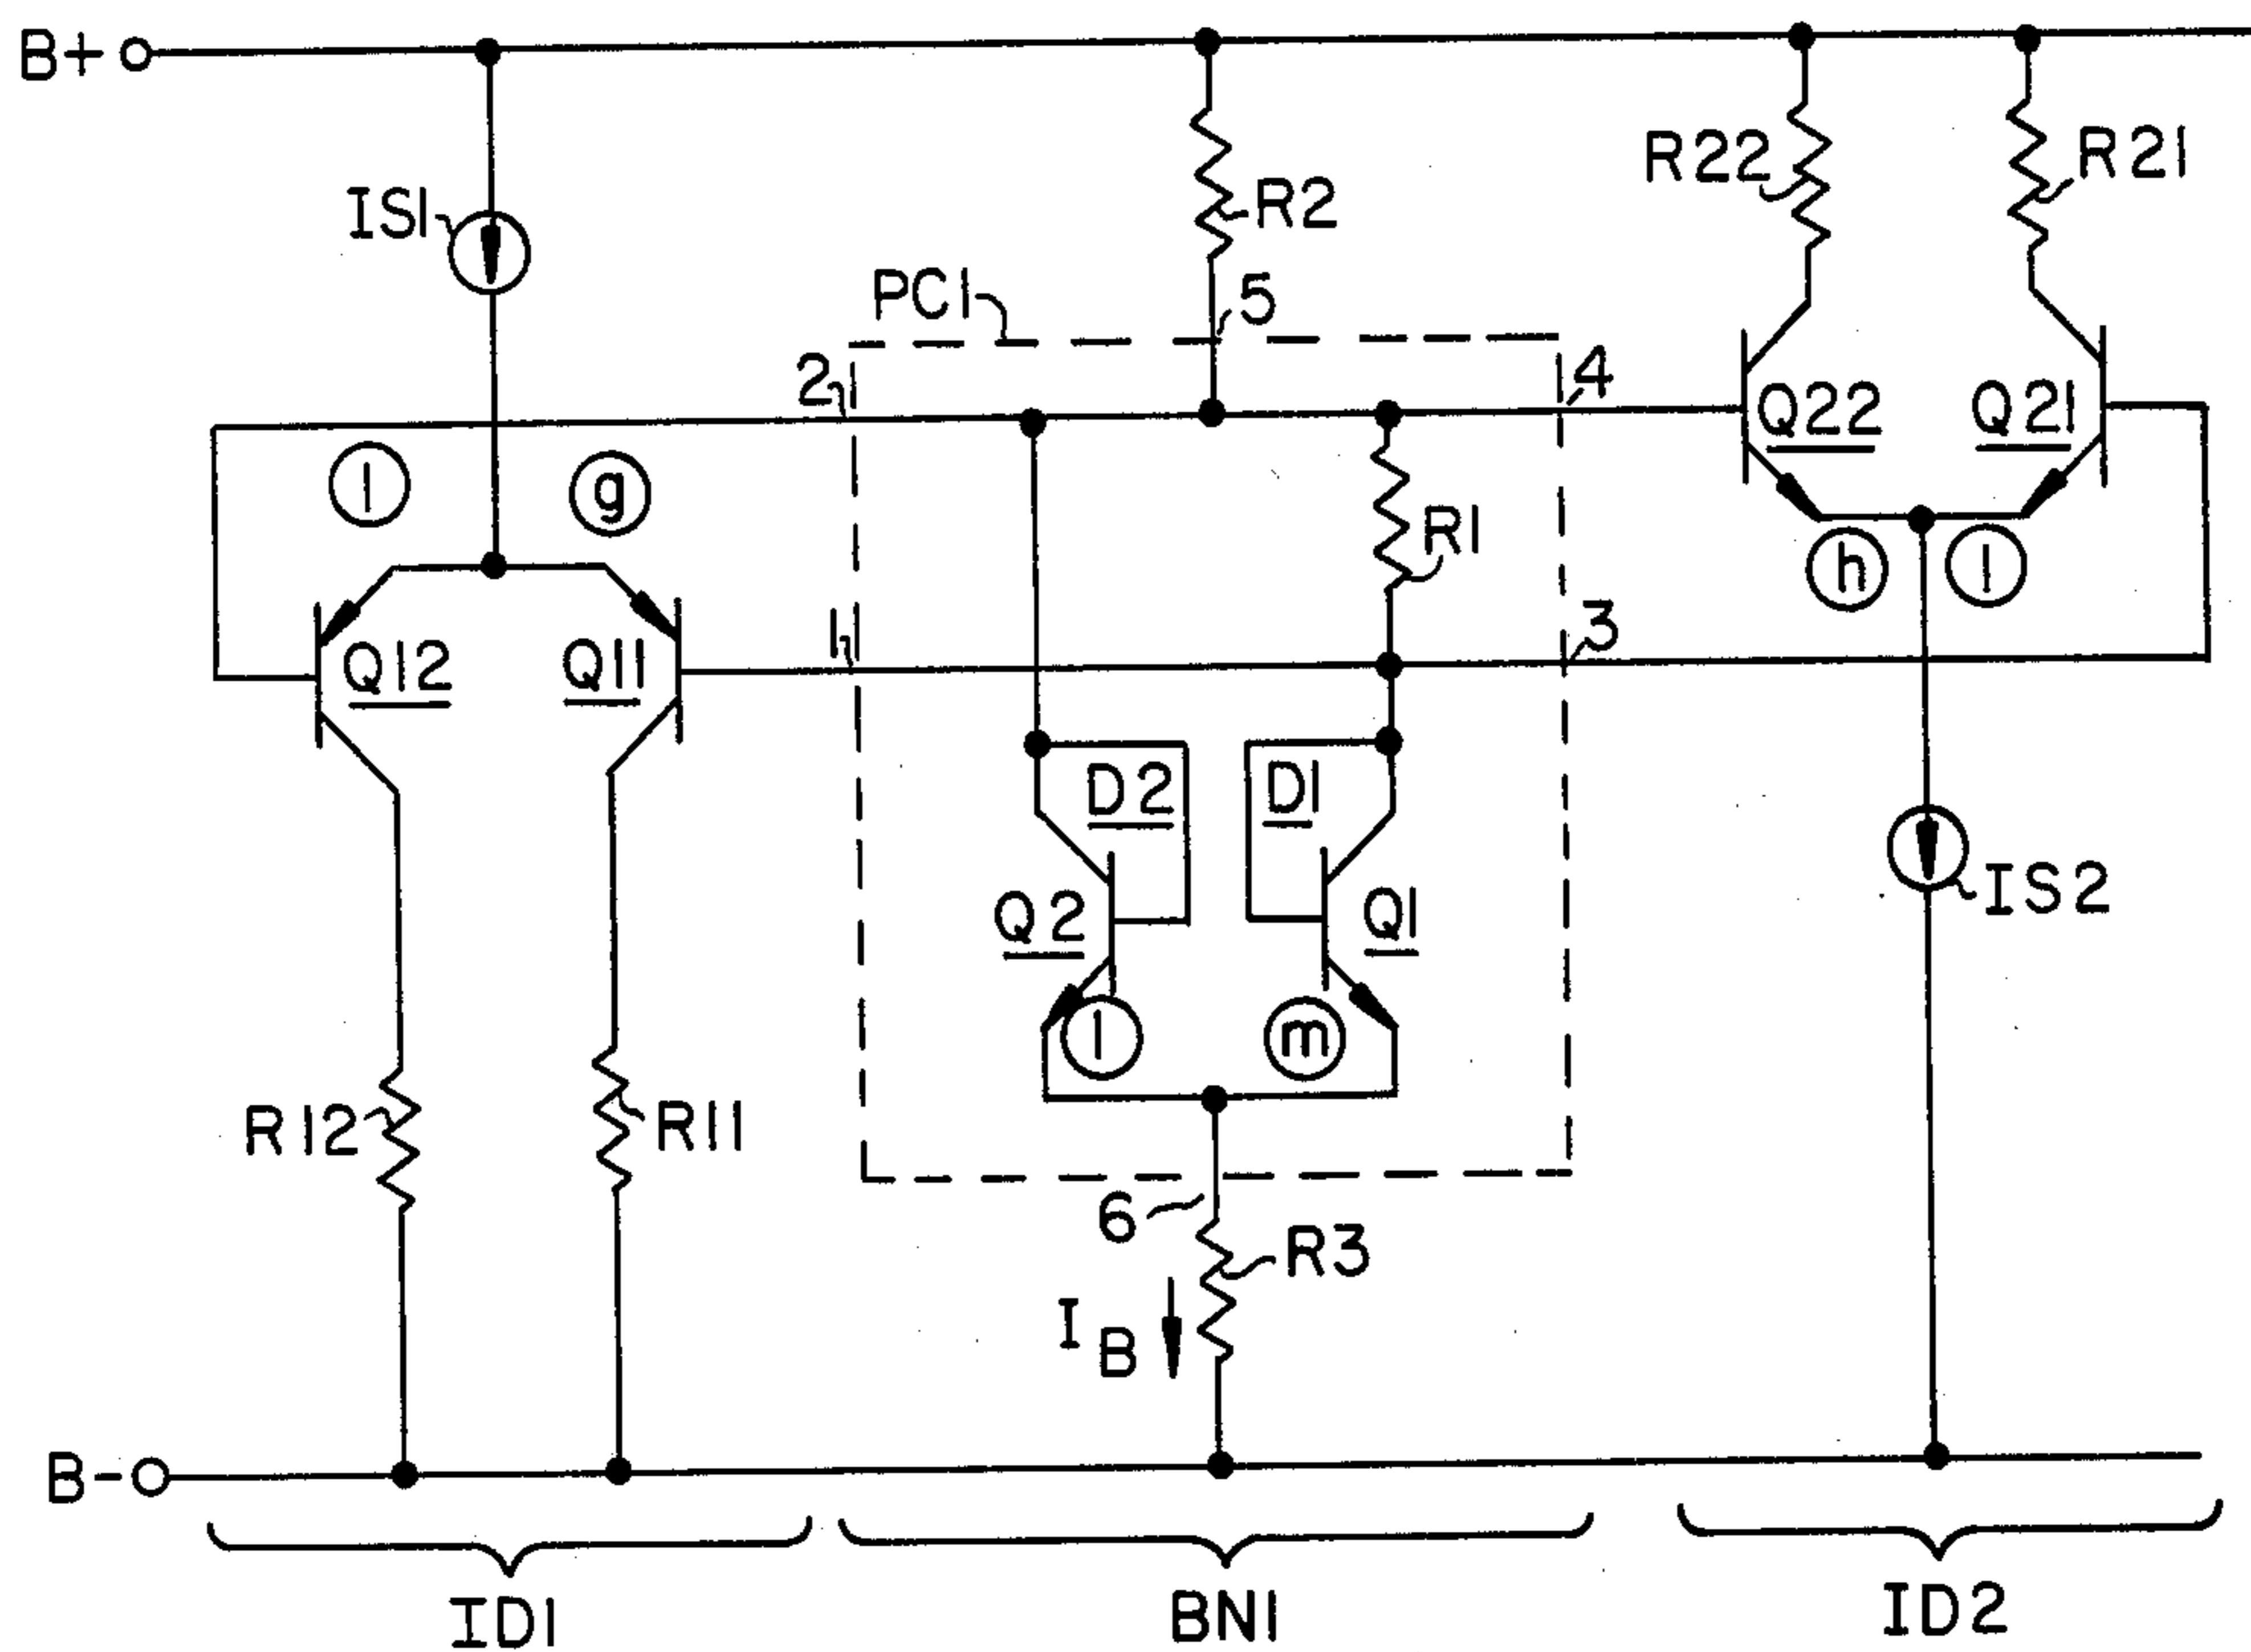 B+
IS1
R2
R22
R21
PC1
5
2
4
1
g
Q22
Q21
R1
h
1
1
3
Q12
Q11
D2
D1
Q2
Q1
IS2
1
m
R12
R11
6
R3
I B
B-
ID1
BN1
ID2